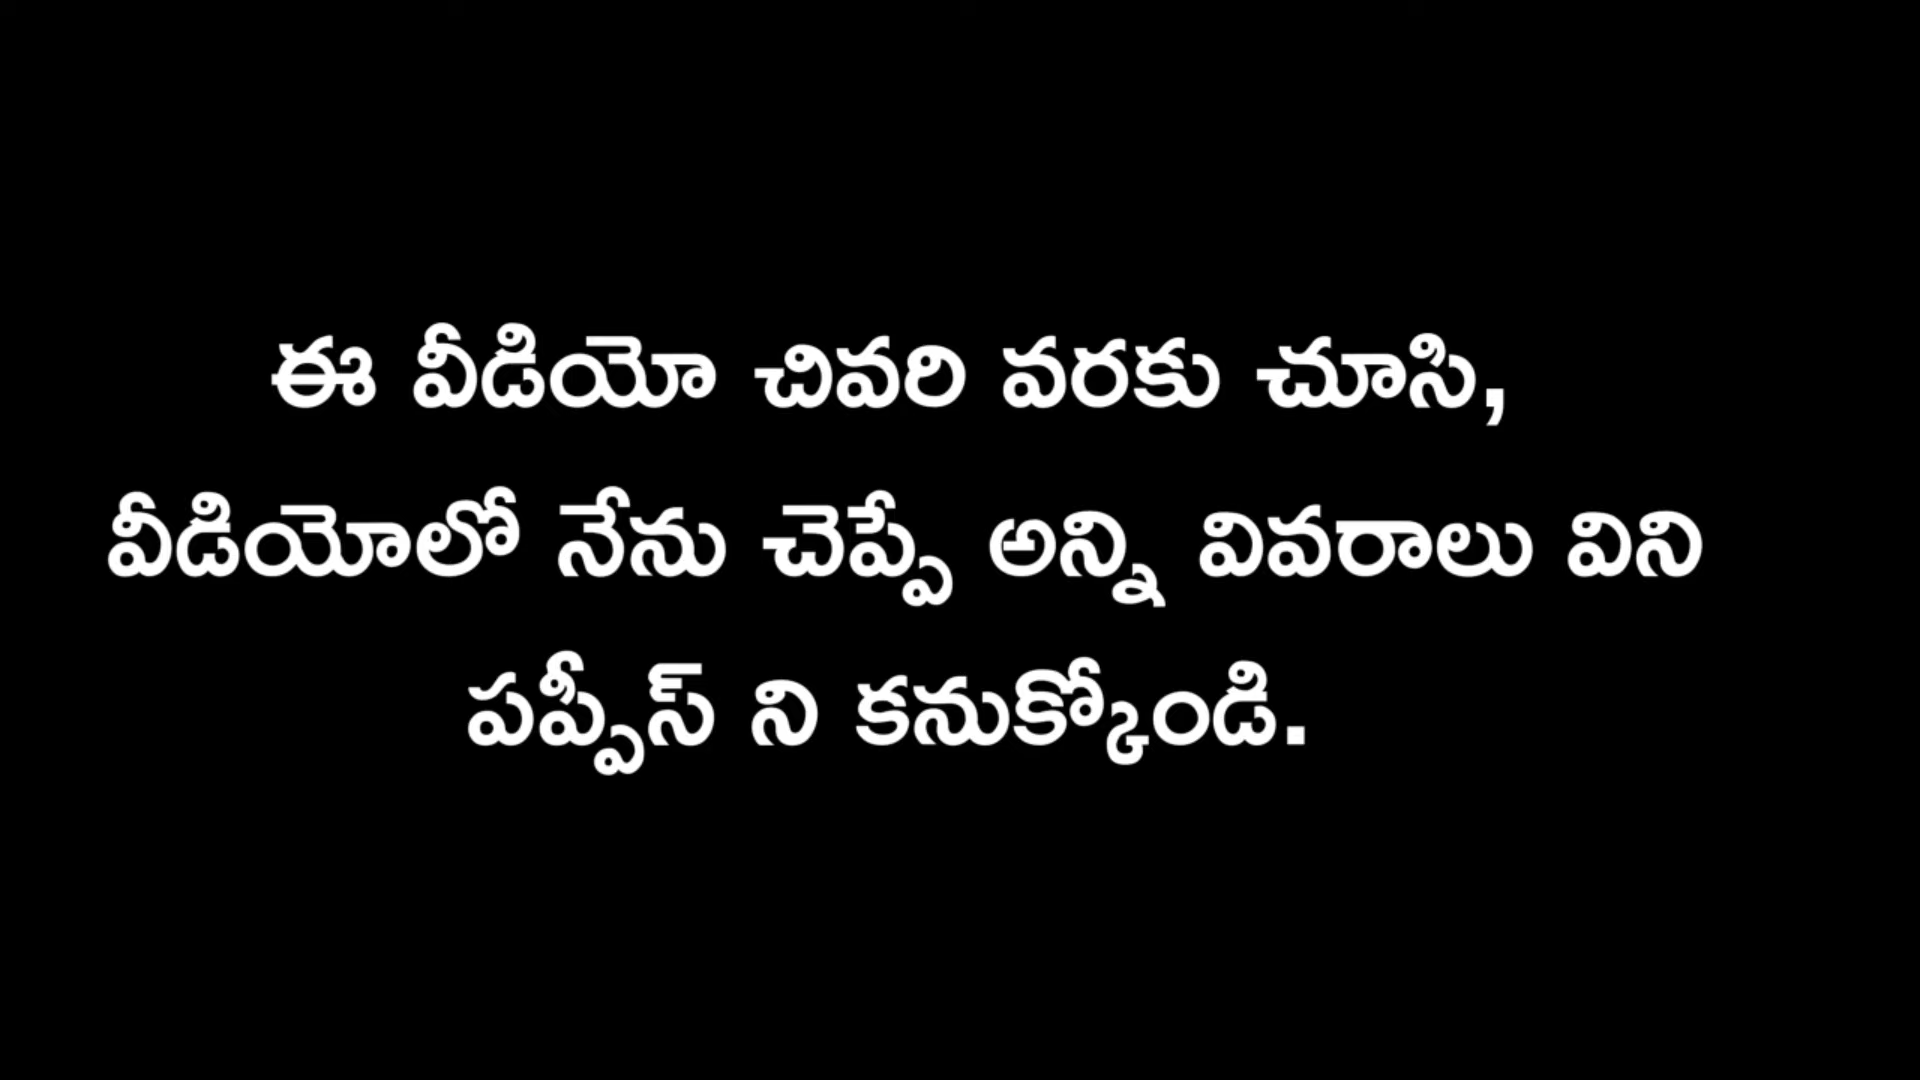 ఈ వీడియో చివరి వరకు చూసి,
వీడియోలో నేను చెప్పే అన్ని వివరాలు విని
పప్పీస్ ని కనుక్కోండి.